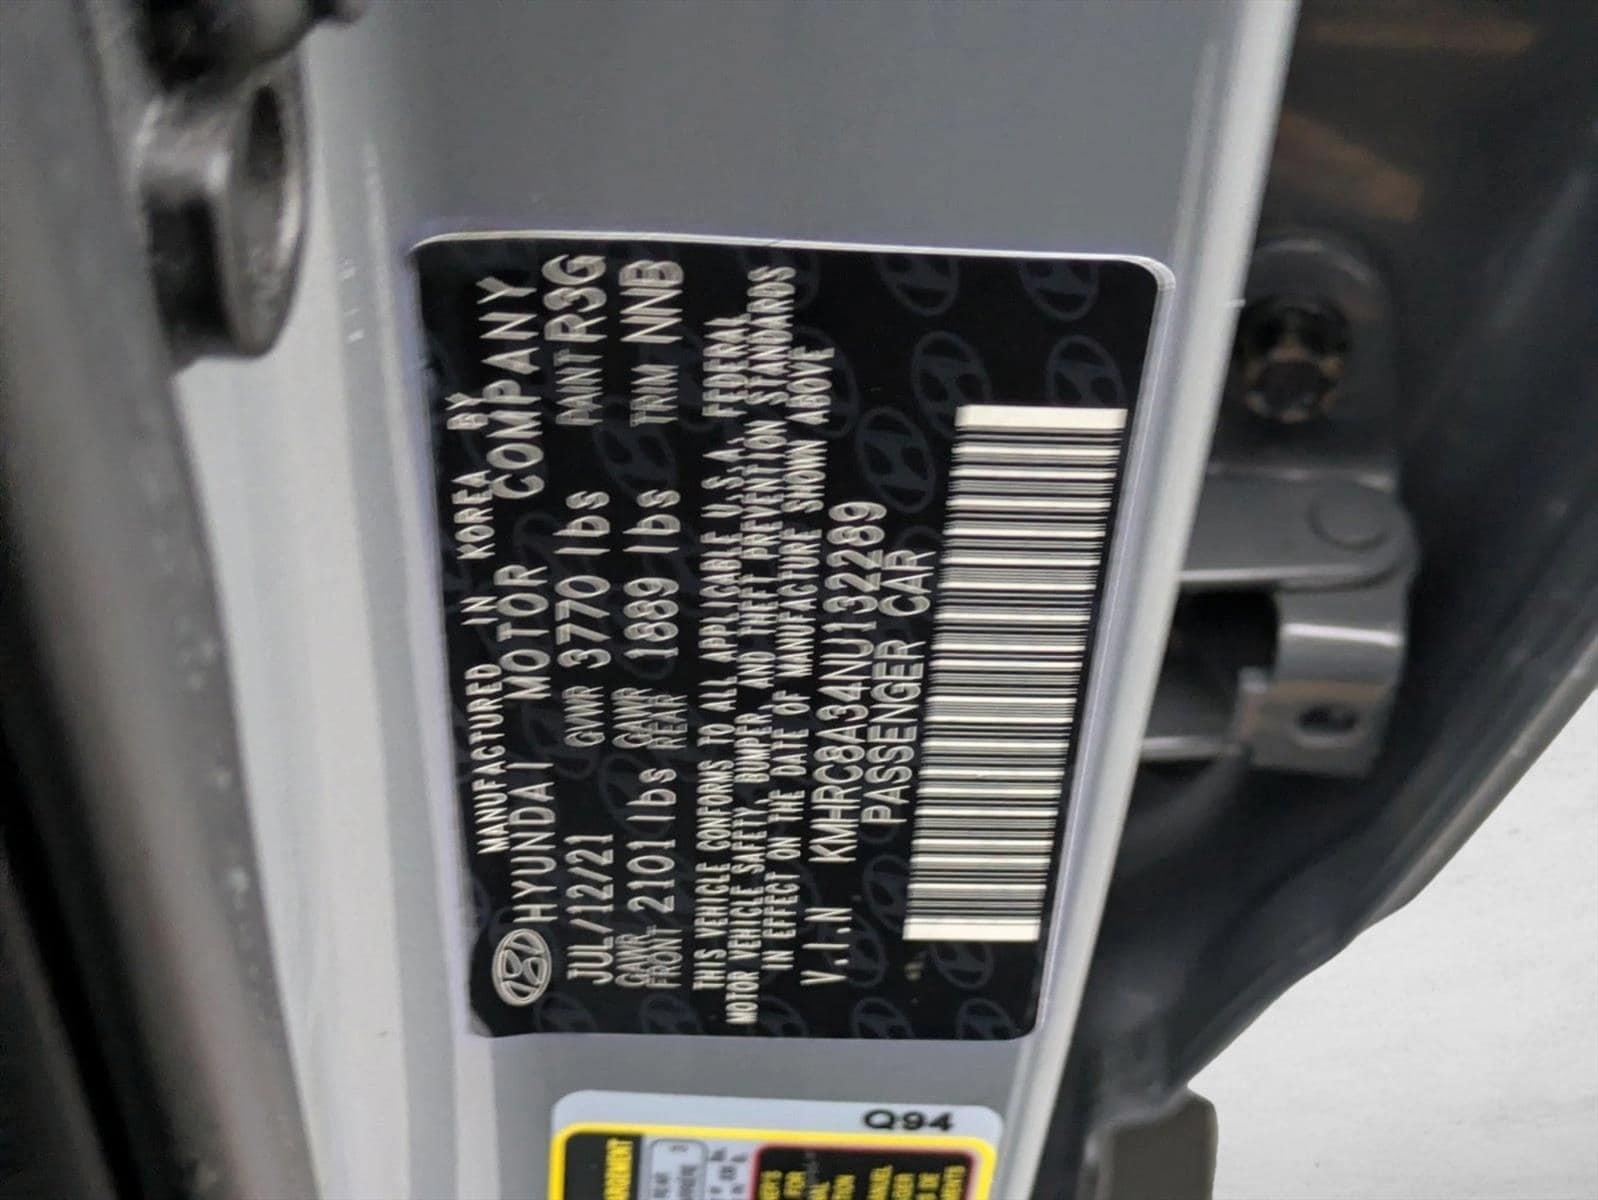 MANUFACTURED IN KOREA BY
HYUNDAI MOTOR COMPANY
JUL/12/21 GVWR 3770 lbs PAINT R3G
GAWR FRONT 2101 lbs GAWR REAR 1889 lbs TRIM NNB
THIS VEHICLE CONFORMS TO ALL APPLICABLE U.S.A. FEDERAL
MOTOR VEHICLE SAFETY, BUMPER, AND THEFT PREVENTION STANDARDS
IN EFFECT ON THE DATE OF MANUFACTURE SHOWN ABOVE
V.I.N KMHRC8A34NU132289
PASSENGER CAR
Q94